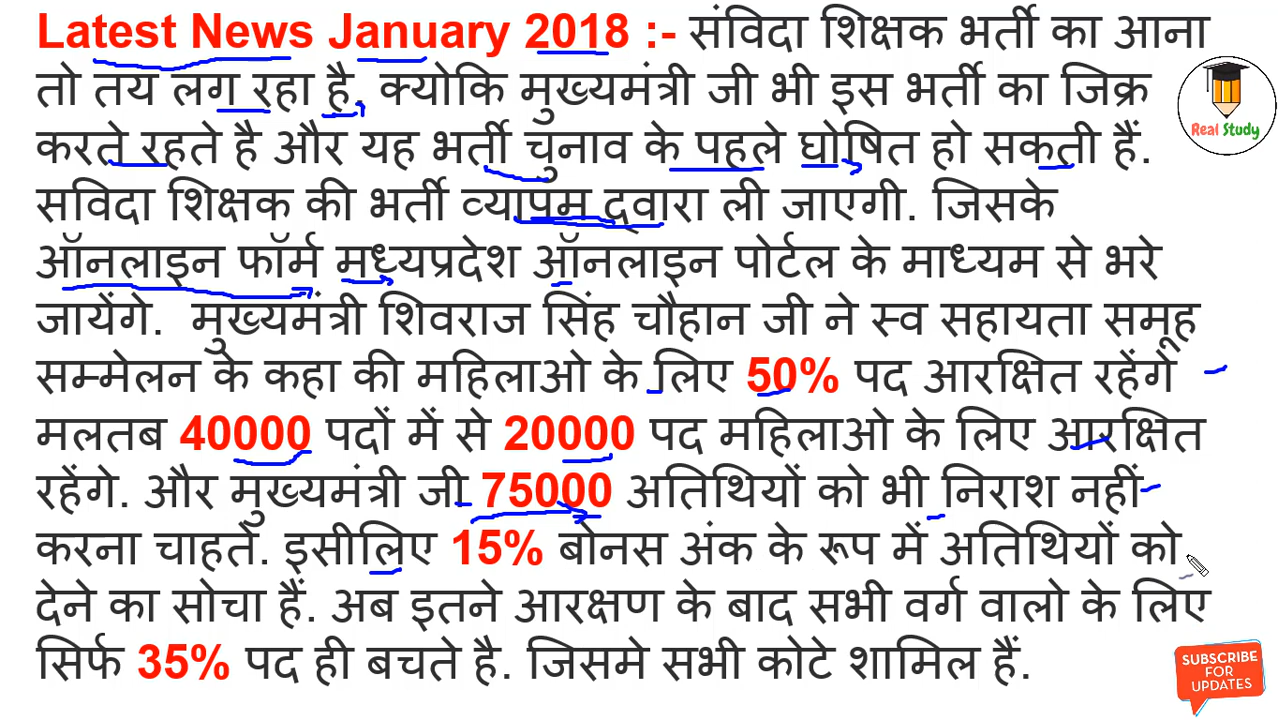 Latest News January 2018 :- संविदा शिक्षक भर्ती का आना
तो तय लग रहा है, क्योकि मुख्यमंत्री जी भी इस भर्ती का जिक्र
करते रहते है और यह भर्ती चुनाव के पहले घोषित हो सकती हैं.
सविदा शिक्षक की भर्ती व्यापम द्वारा ली जाएगी. जिसके
ऑनलाइन फॉर्म मध्यप्रदेश ऑनलाइन पोर्टल के माध्यम से भरे
जायेंगे. मुख्यमंत्री शिवराज सिंह चौहान जी ने स्व सहायता समूह
सम्मेलन के कहा की महिलाओ के लिए 50% पद आरक्षित रहेंगे
मलतब 40000 पदों में से 20000 पद महिलाओ के लिए आरक्षित
रहेंगे. और मुख्यमंत्री जी 75000 अतिथियों को भी निराश नहीं
करना चाहते. इसीलिए 15% बोनस अंक के रूप में अतिथियों को
देने का सोचा हैं. अब इतने आरक्षण के बाद सभी वर्ग वालो के लिए
सिर्फ 35% पद ही बचते है. जिसमे सभी कोटे शामिल हैं.
Real Study
SUBSCRIBE
FOR
UPDATES